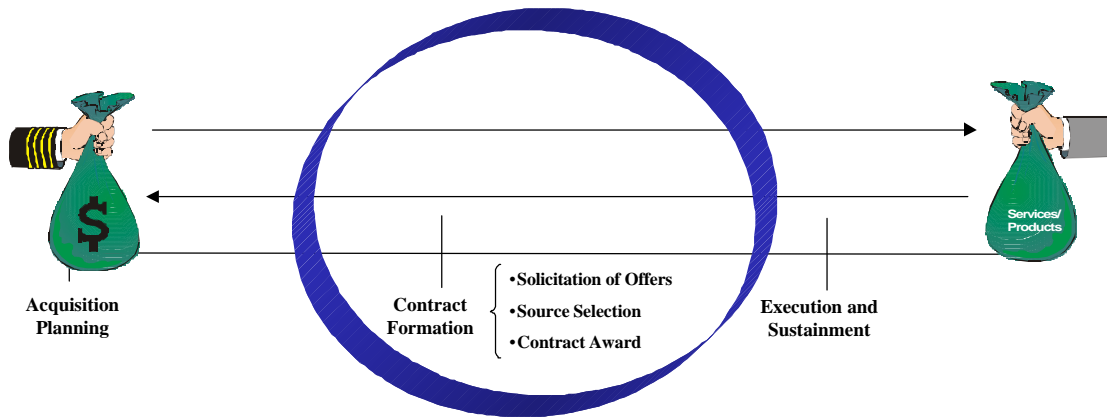 $
Services/
Products
Acquisition
Planning
Contract
Formation
•Solicitation of Offers
•Source Selection
•Contract Award
Execution and
Sustainment